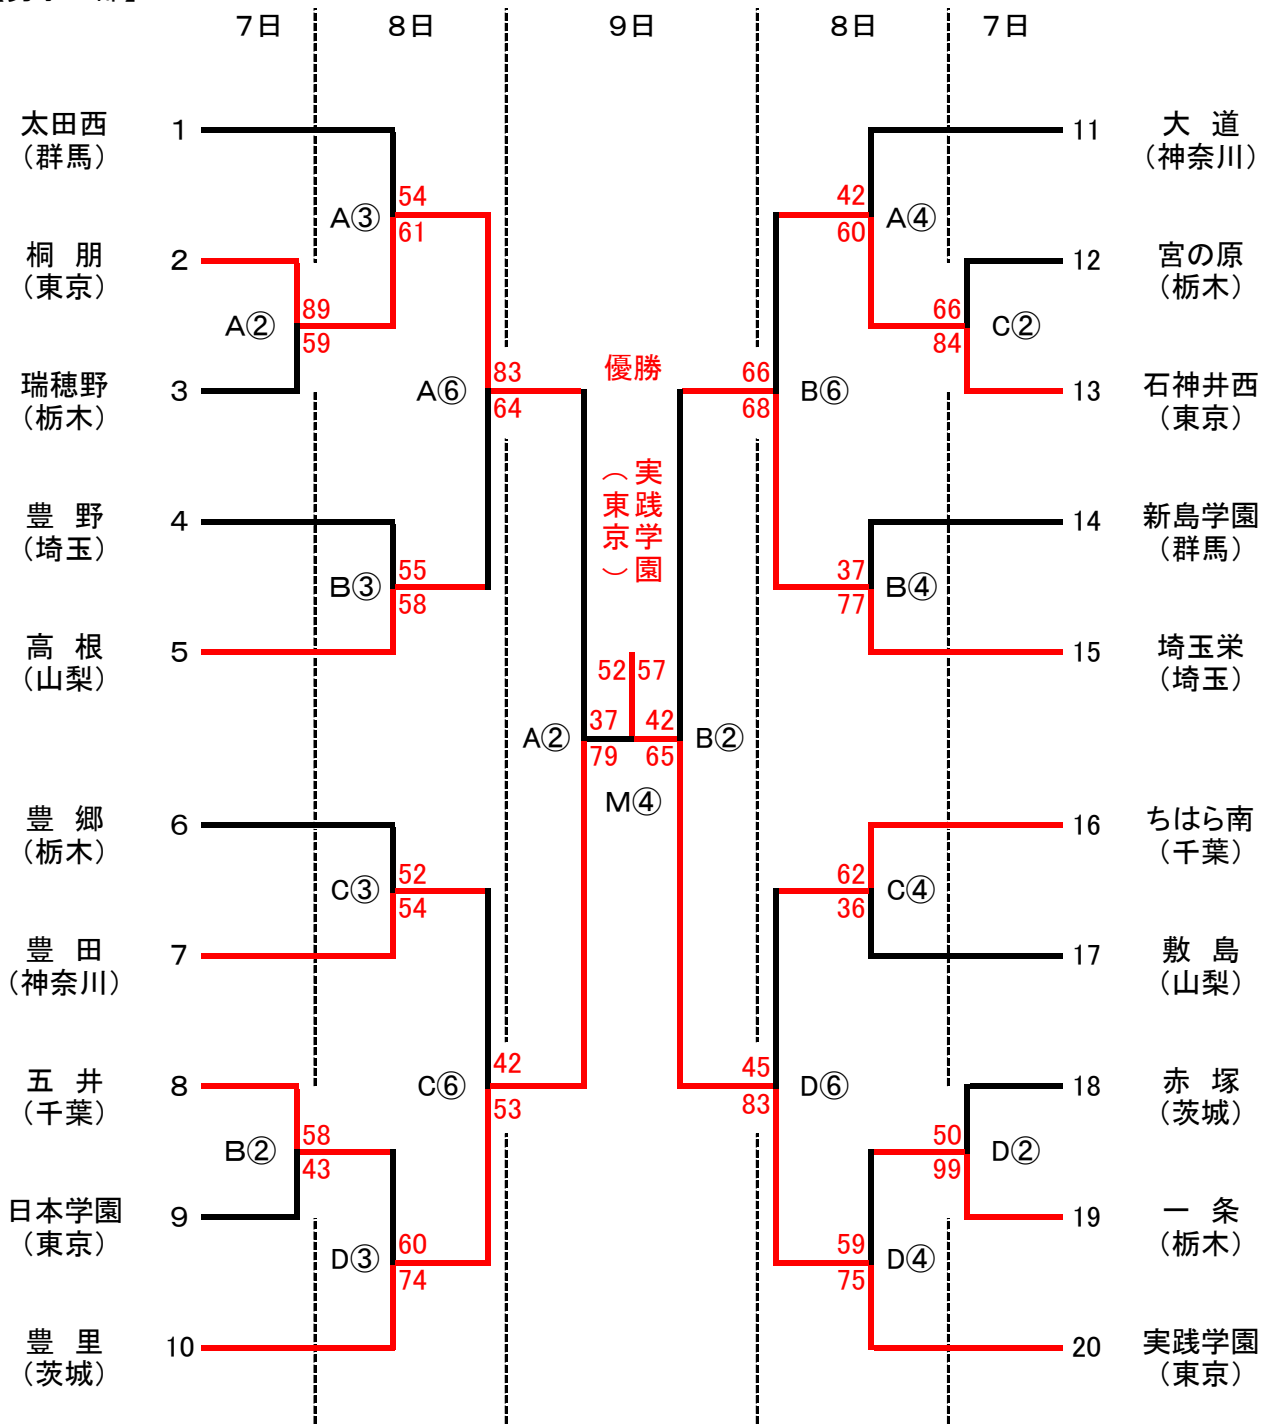 7日 8日 9日 8日 7日
太田西 1
(群馬)
桐 朋 2
(東京)
瑞穂野 3
(栃木)
豊 野 4
(埼玉)
高 根 5
(山梨)
豊 郷 6
(栃木)
豊 田 7
(神奈川)
五 井 8
(千葉)
日本学園 9
(東京)
豊 里 10
(茨城)
A② 89
59
B② 58
43
A③ 54
61
B③ 55
58
C③ 52
54
D③ 60
74
A⑥ 83
64
C⑥ 42
53
優勝
実践学園
(東京)
52 57
A② 37
79
42 B②
65
M④
66 B⑥
68
45 D⑥
83
42 A④
60
37 B④
77
62 C④
36
59 D④
75
66 C②
84
50 D②
99
11 大 道
(神奈川)
12 宮の原
(栃木)
13 石神井西
(東京)
14 新島学園
(群馬)
15 埼玉栄
(埼玉)
16 ちはら南
(千葉)
17 敷 島
(山梨)
18 赤 塚
(茨城)
19 一 条
(栃木)
20 実践学園
(東京)